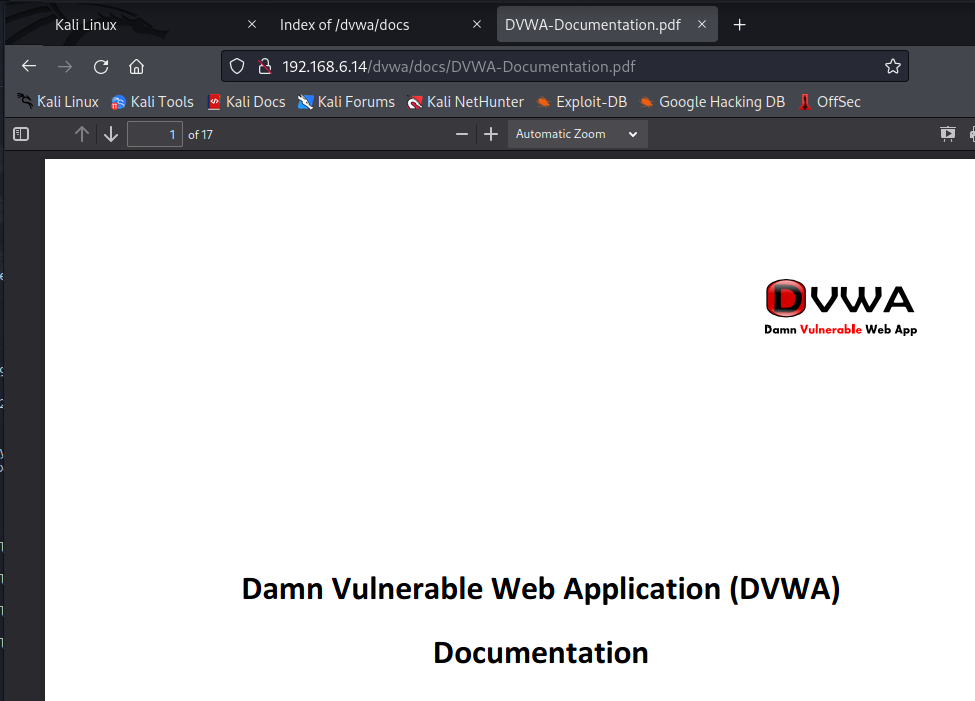 Kali Linux
Index of /dvwa/docs
DVWA-Documentation.pdf
192.168.6.14/dvwa/docs/DVWA-Documentation.pdf
Kali Linux Kali Tools Kali Docs Kali Forums Kali NetHunter Exploit-DB Google Hacking DB OffSec
1 of 17 Automatic Zoom
DVWA
Damn Vulnerable Web App
Damn Vulnerable Web Application (DVWA)
Documentation